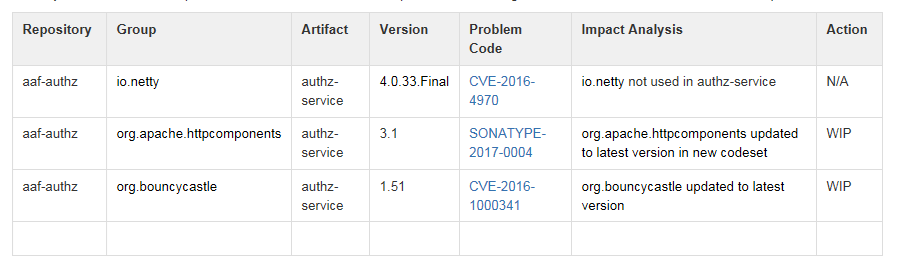 Repository Group Artifact Version Problem Code Impact Analysis Action
aaf-authz io.netty authz-service 4.0.33.Final CVE-2016-4970 io.netty not used in authz-service N/A
aaf-authz org.apache.httpcomponents authz-service 3.1 SONATYPE-2017-0004 org.apache.httpcomponents updated to latest version in new codeset WIP
aaf-authz org.bouncycastle authz-service 1.51 CVE-2016-1000341 org.bouncycastle updated to latest version WIP